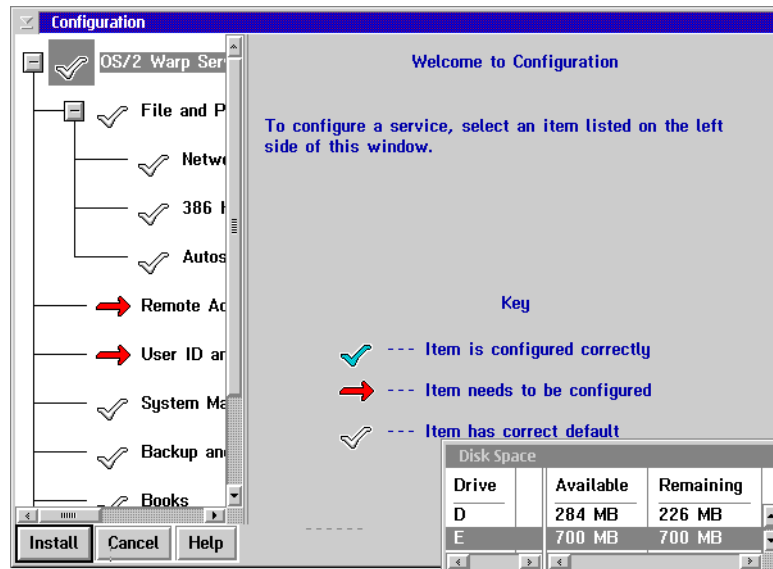 Configuration
OS/2 Warp Ser
File and P
Netwo
386 H
Autos
Remote Ac
User ID an
System Ma
Backup and
Books
Install
Cancel
Help
Welcome to Configuration
To configure a service, select an item listed on the left
side of this window.
Key
--- Item is configured correctly
--- Item needs to be configured
--- Item has correct default
Disk Space
Drive Available Remaining
D 284 MB 226 MB
E 700 MB 700 MB